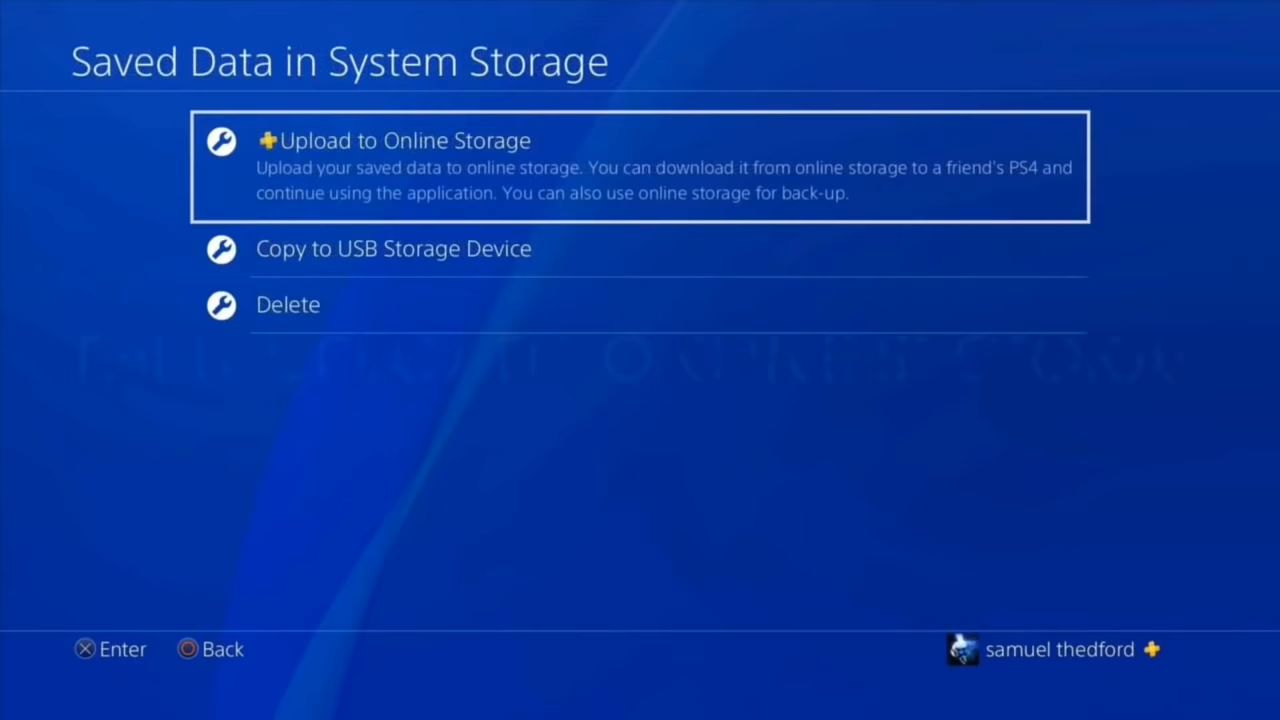 Saved Data in System Storage
Upload to Online Storage
Upload your saved data to online storage. You can download it from online storage to a friend's PS4 and
continue using the application. You can also use online storage for back-up.
Copy to USB Storage Device
Delete
Enter Back
samuel thedford